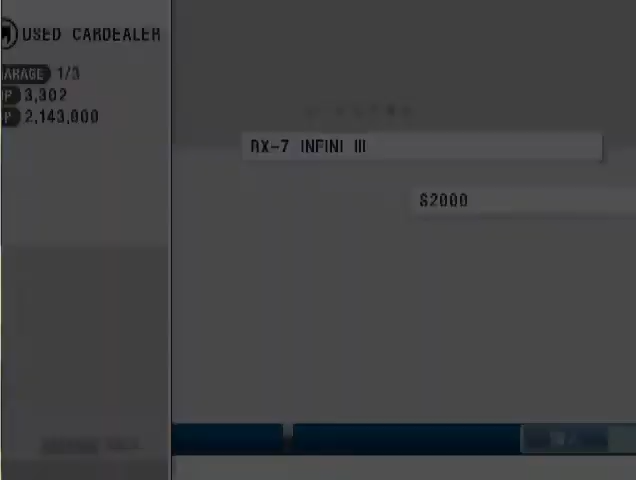 USED CARDEALER
ARAGE 1/3
P 3,302
P 2,143,000
RX-7 INFINI III
S2000